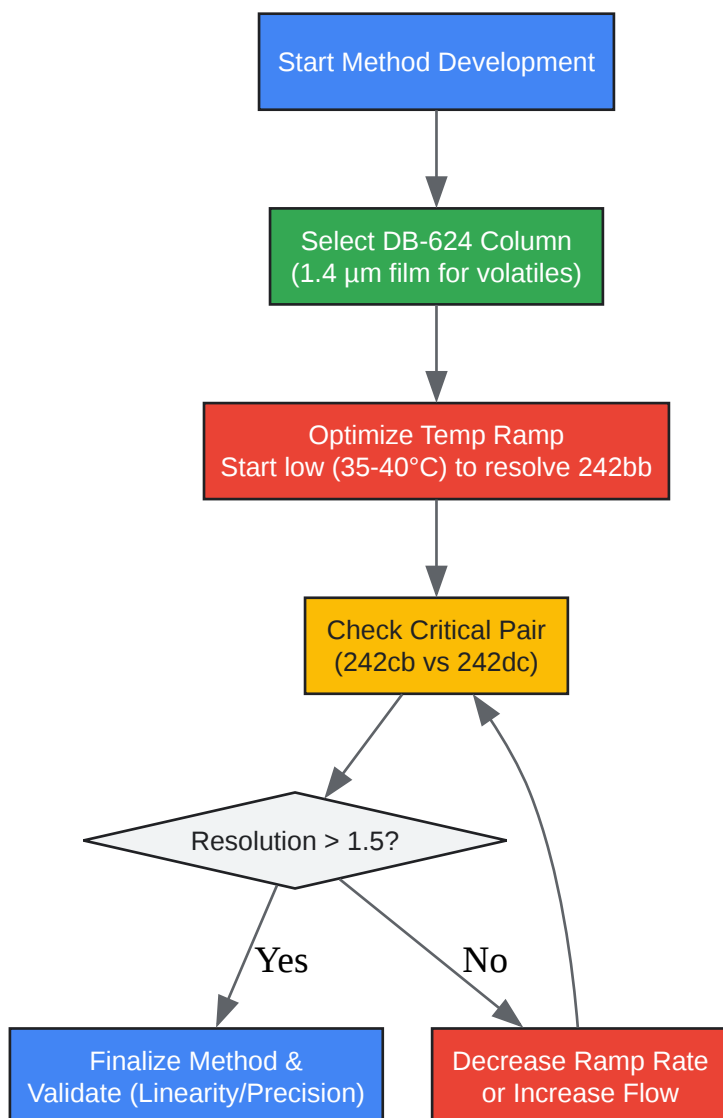 Start Method Development
Select DB-624 Column
(1.4 µm film for volatiles)
Optimize Temp Ramp
Start low (35-40°C) to resolve 242bb
Check Critical Pair
(242cb vs 242dc)
Resolution > 1.5?
Yes
No
Finalize Method &
Validate (Linearity/Precision)
Decrease Ramp Rate
or Increase Flow